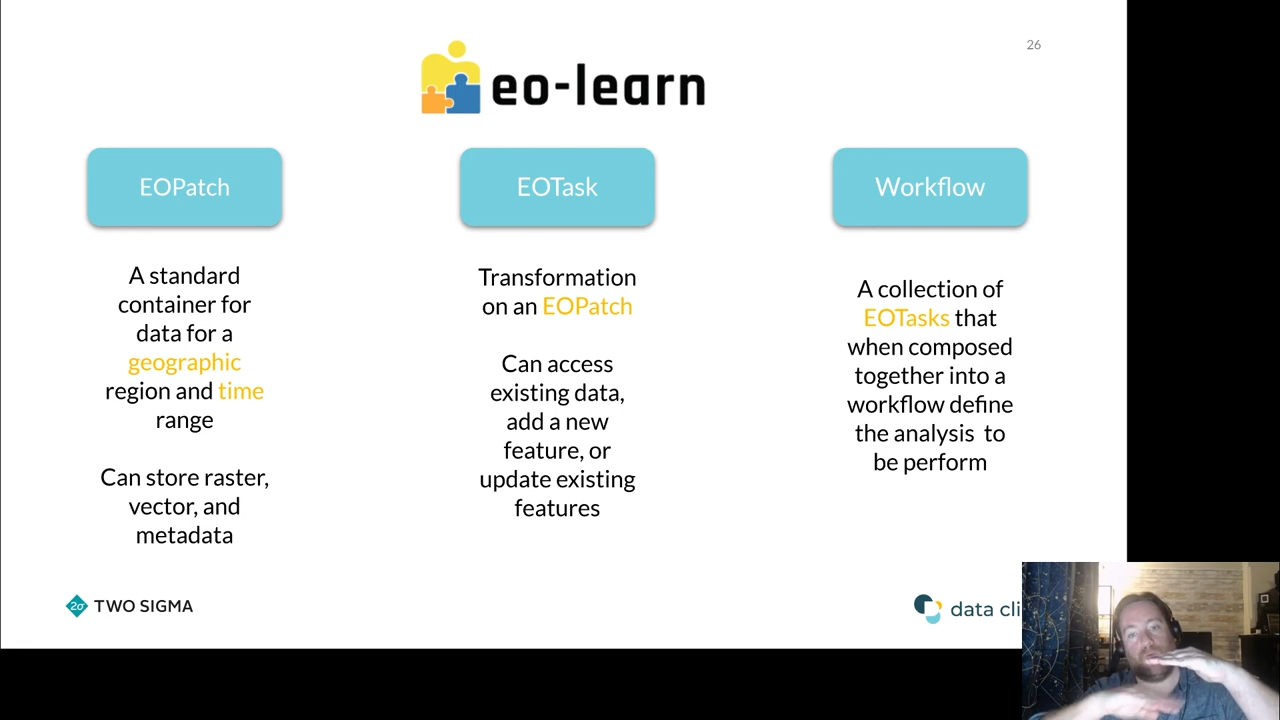 26
eo-learn
EOPatch
A standard
container for
data for a
geographic
region and time
range
Can store raster,
vector, and
metadata
EOTask
Transformation
on an EOPatch
Can access
existing data,
add a new
feature, or
update existing
features
Workflow
A collection of
EOTasks that
when composed
together into a
workflow define
the analysis to
be perform
2σ TWO SIGMA
data cli